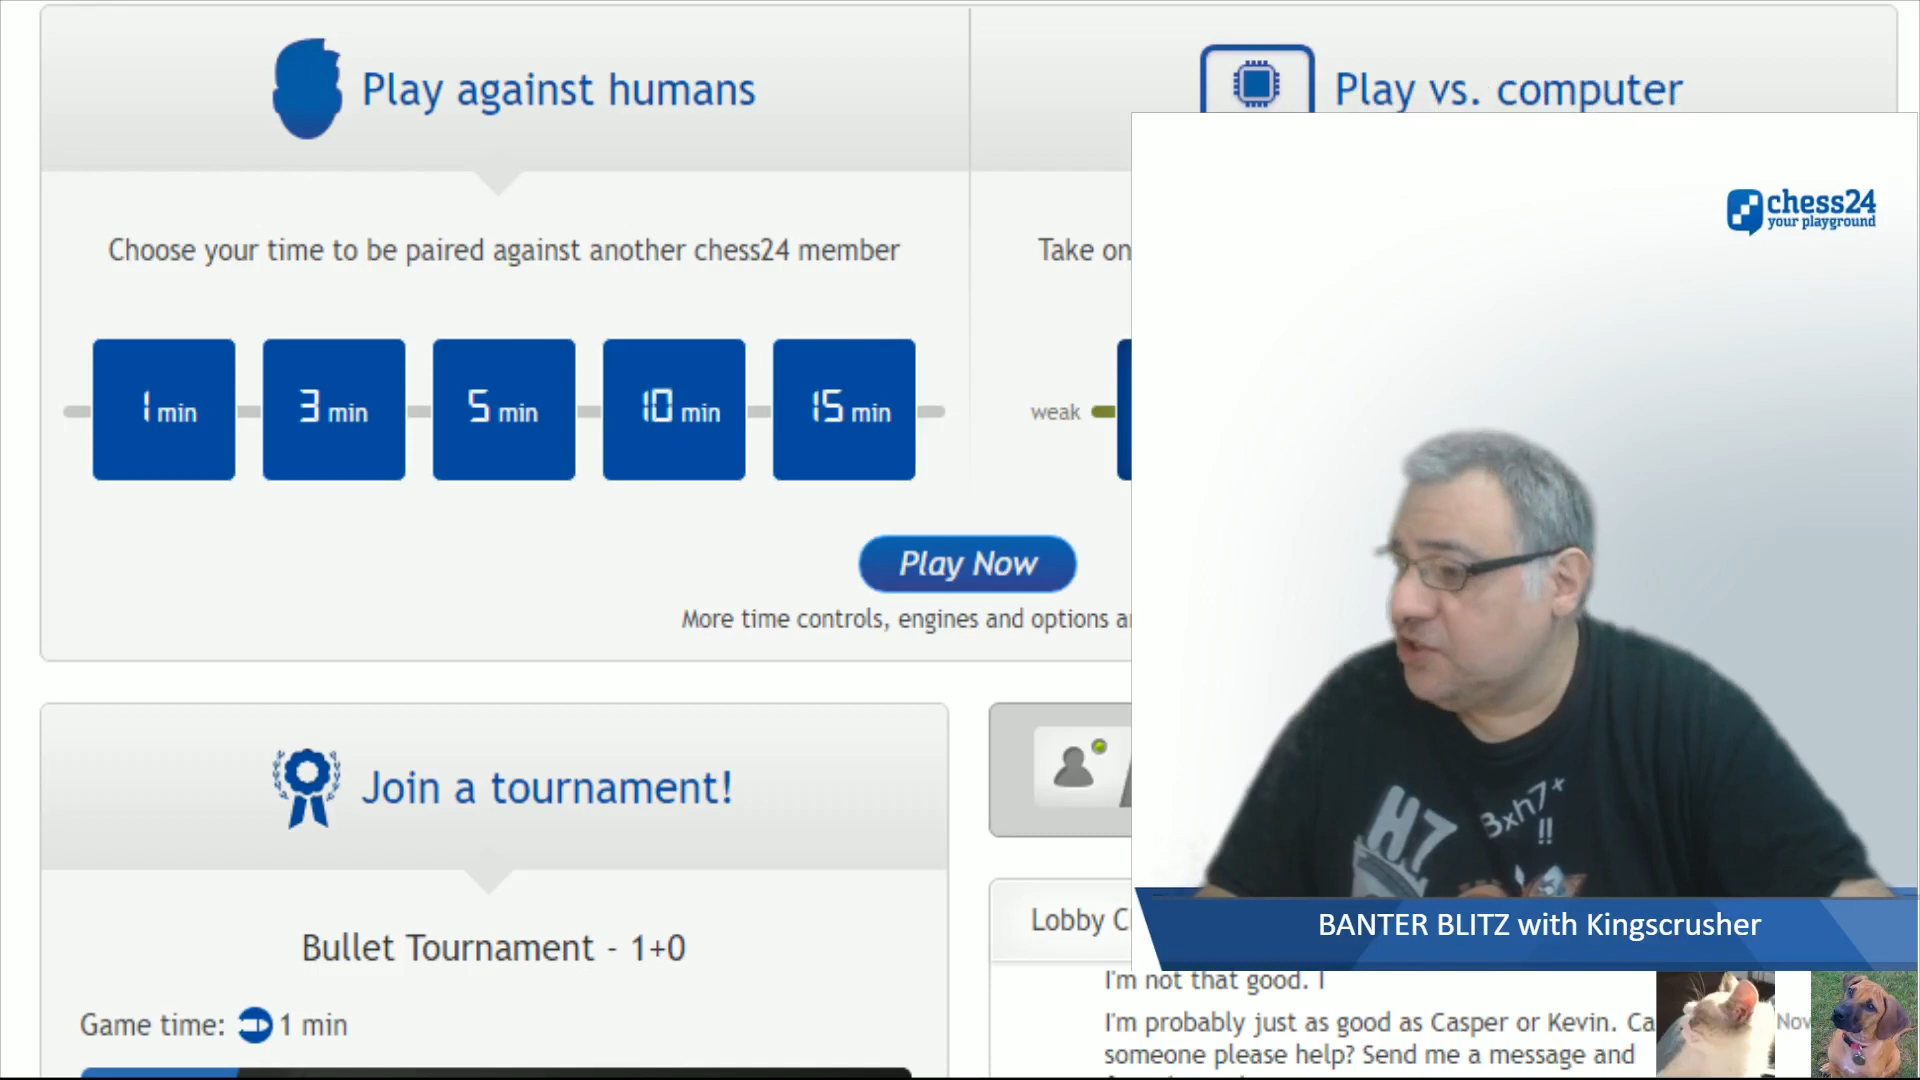 Play against humans
Play vs. computer
Choose your time to be paired against another chess24 member
Take on
1 min
3 min
5 min
10 min
15 min
weak
Play Now
More time controls, engines and options
chess24
your playground
H7
Bxh7+
!!
BANTER BLITZ with Kingscrusher
Join a tournament!
Bullet Tournament - 1+0
Game time: 1 min
Lobby
I'm not that good. I
I'm probably just as good as Casper or Kevin.
Nov
someone please help? Send me a message and